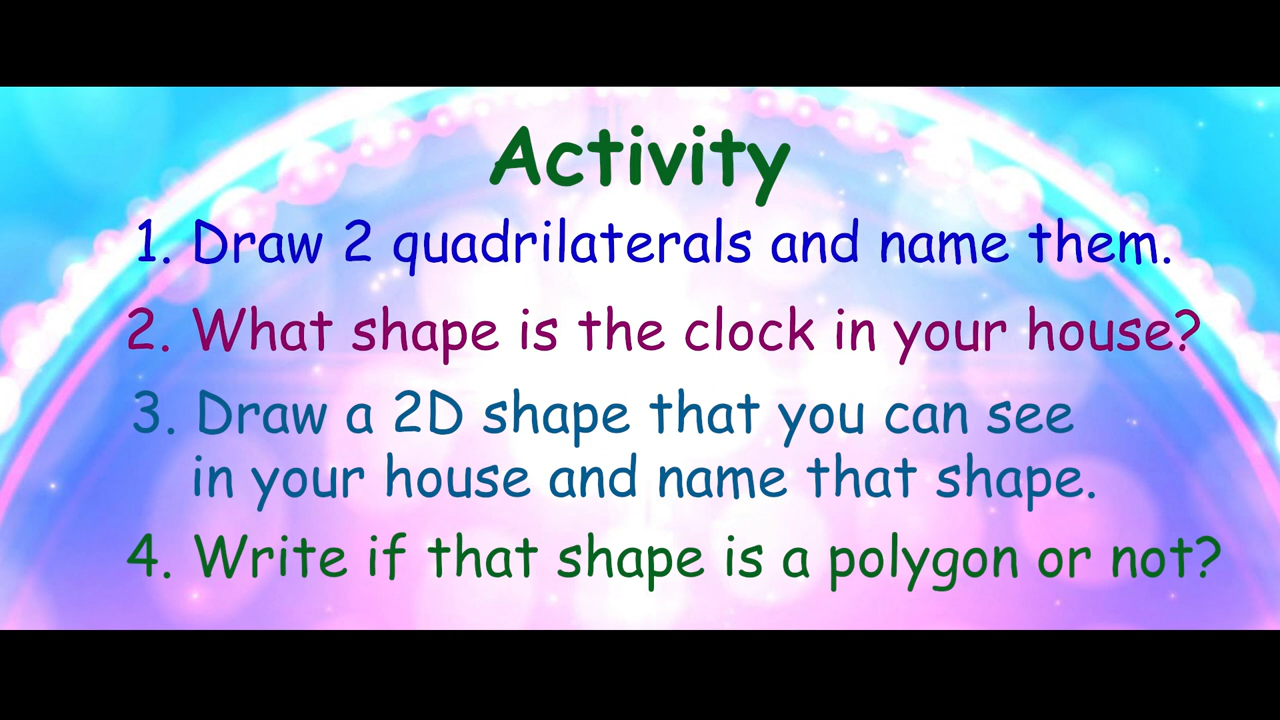 Activity
1. Draw 2 quadrilaterals and name them.
2. What shape is the clock in your house?
3. Draw a 2D shape that you can see
in your house and name that shape.
4. Write if that shape is a polygon or not?